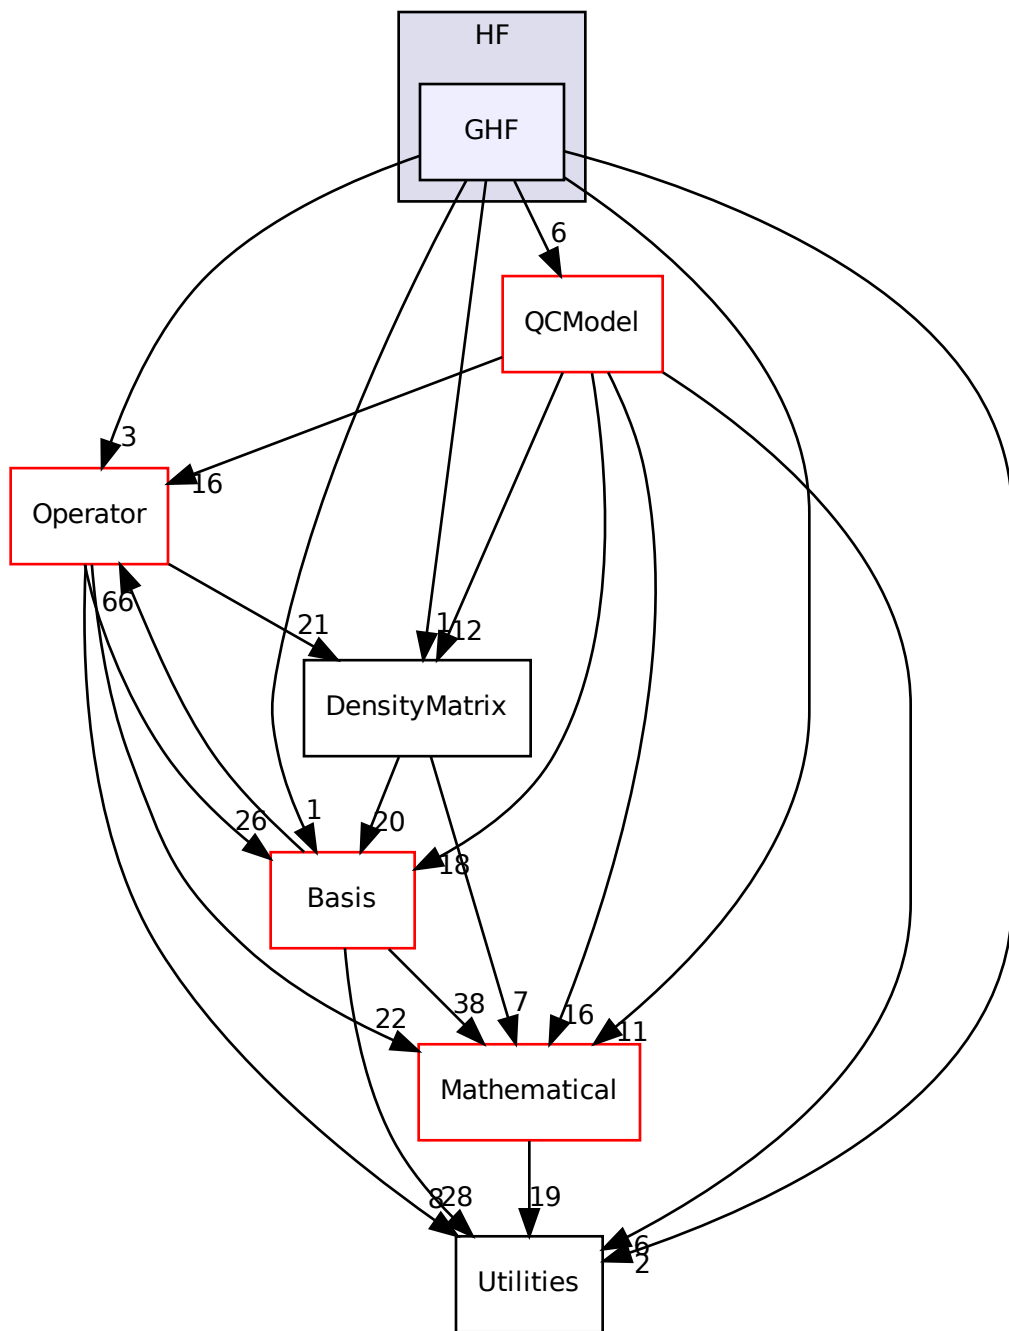 HF
GHF
6
QCModel
3
16
Operator
66
21
1
12
DensityMatrix
26
1
20
18
Basis
22
38
7
16
11
Mathematical
8
28
19
6
2
Utilities